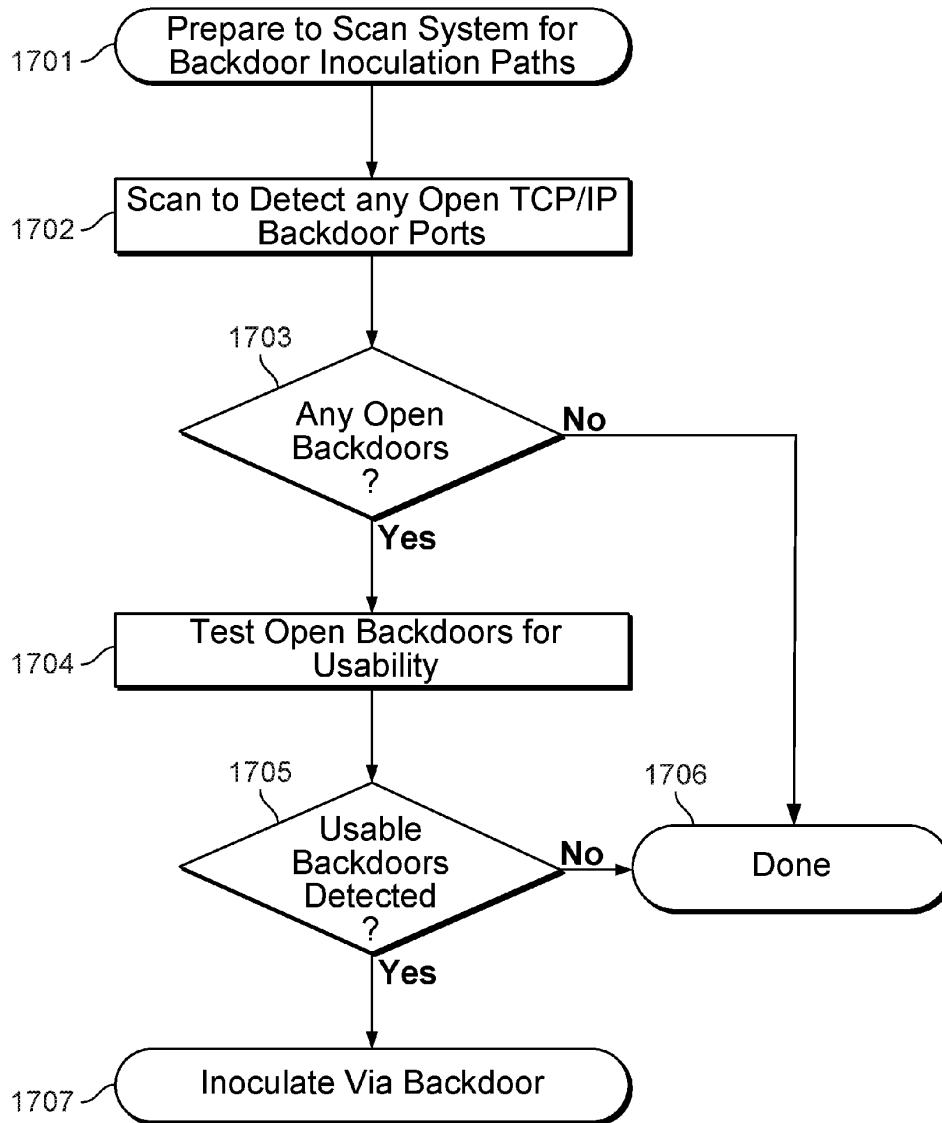 Prepare to Scan System for
1701
Backdoor Inoculation Paths
Scan to Detect any Open TCP/IP
1702
Backdoor Ports
1703
Any Open
No
Backdoors
?
Yes
Test Open Backdoors for
1704
Usability
1705
1706
Usable
Backdoors
No
Done
Detected
?
Yes
Inoculate Via Backdoor
1707